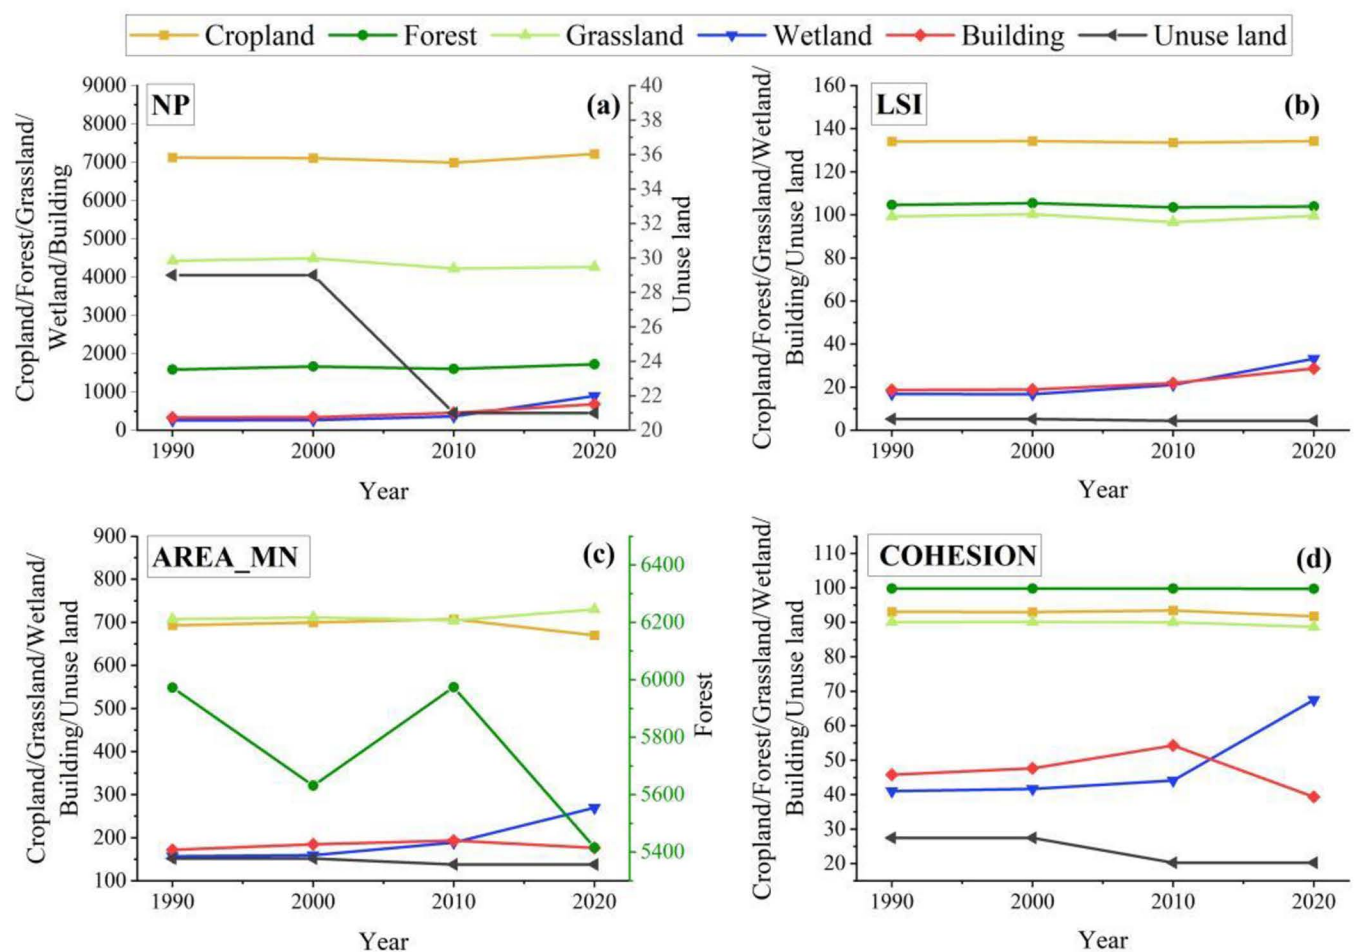 Cropland Forest Grassland Wetland Building Unuse land
NP
(a)
Cropland/Forest/Grassland/
Wetland/Building
9000
8000
7000
6000
5000
4000
3000
2000
1000
0
40
38
36
34
32
30
28
26
24
22
20
Unuse land
1990 2000 2010 2020
Year
LSI
(b)
Cropland/Forest/Grassland/Wetland/
Building/Unuse land
160
140
120
100
80
60
40
20
0
1990 2000 2010 2020
Year
AREA_MN
(c)
Cropland/Grassland/Wetland/
Building/Unuse land
900
800
700
600
500
400
300
200
100
6400
6200
6000
5800
5600
5400
Forest
1990 2000 2010 2020
Year
COHESION
(d)
Cropland/Forest/Grassland/Wetland/
Building/Unuse land
110
100
90
80
70
60
50
40
30
20
1990 2000 2010 2020
Year